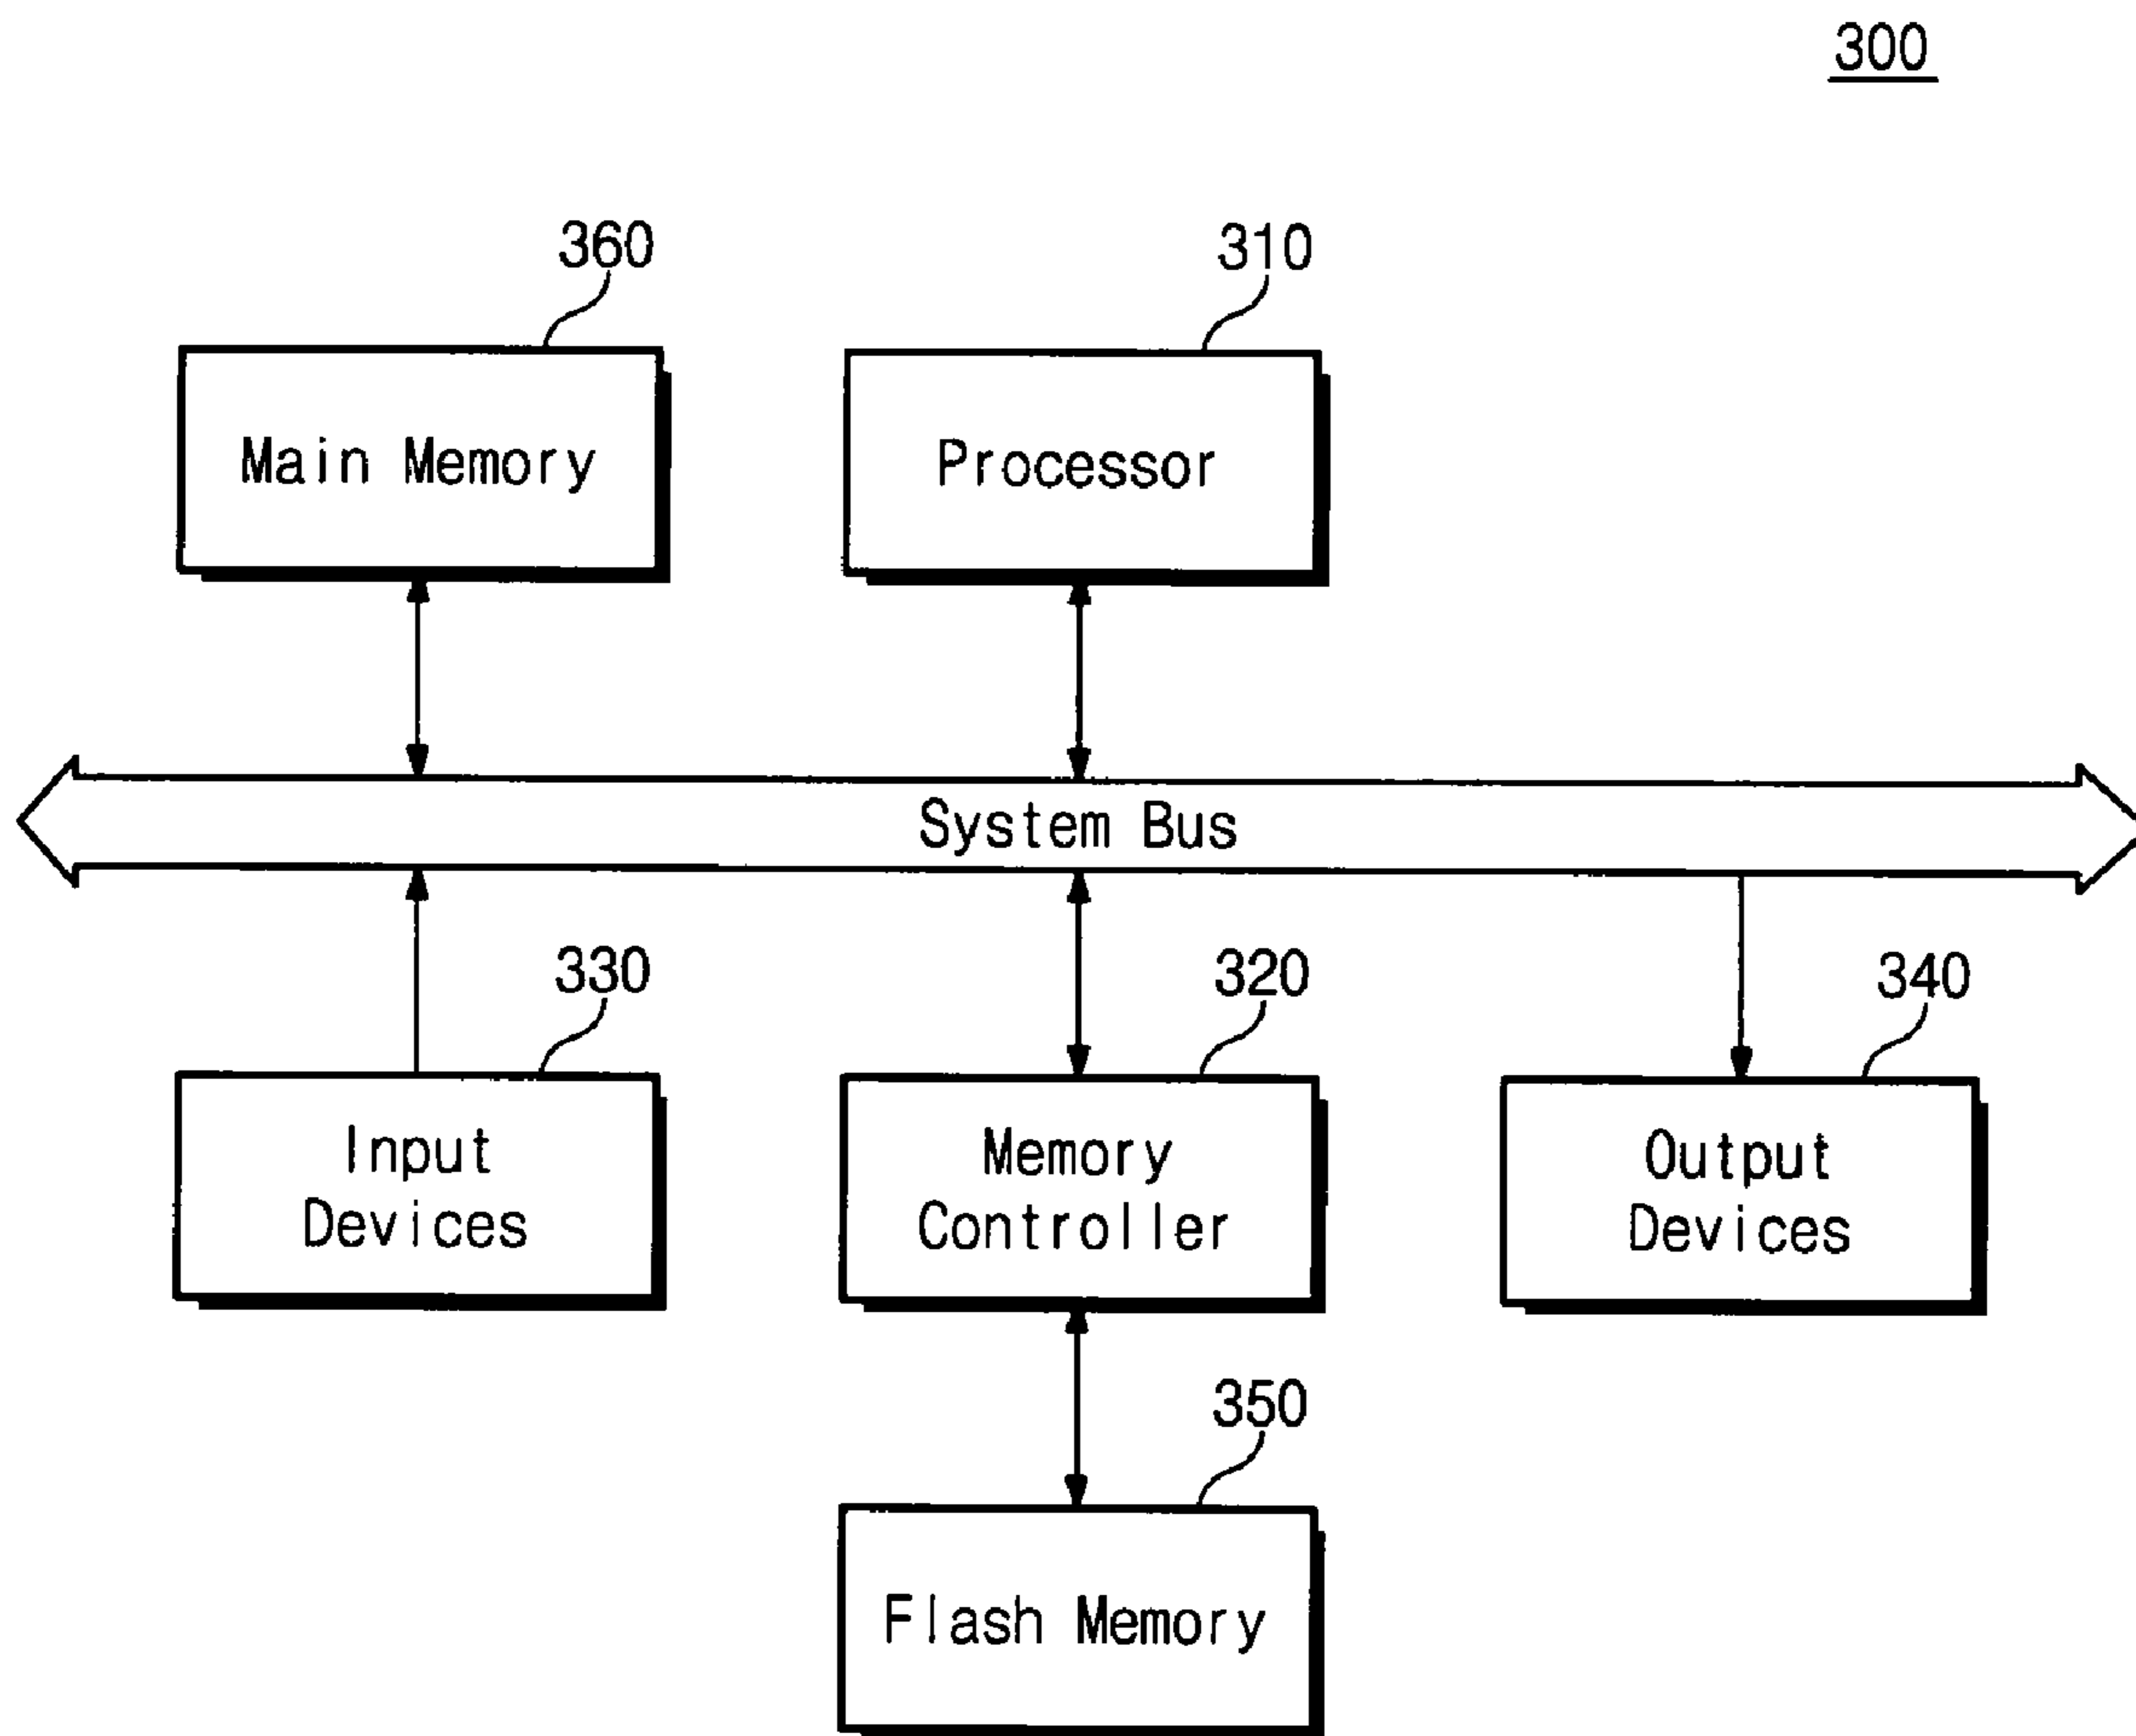 300
360
310
Main Memory
Processor
System Bus
330
320
340
Input
Devices
Memory
Controller
Output
Devices
350
Flash Memory